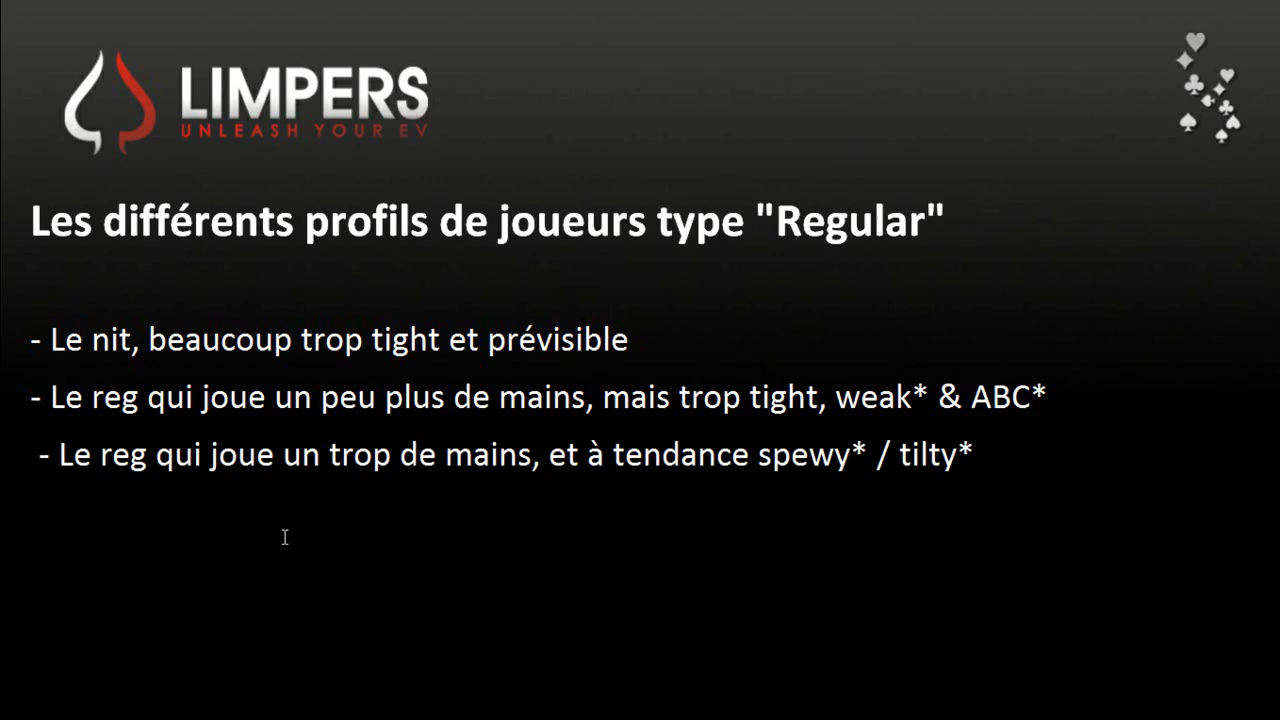 LIMPERS
UNLEASH YOUR EV
Les différents profils de joueurs type "Regular"
- Le nit, beaucoup trop tight et prévisible
- Le reg qui joue un peu plus de mains, mais trop tight, weak* & ABC*
- Le reg qui joue un trop de mains, et à tendance spewy* / tilty*